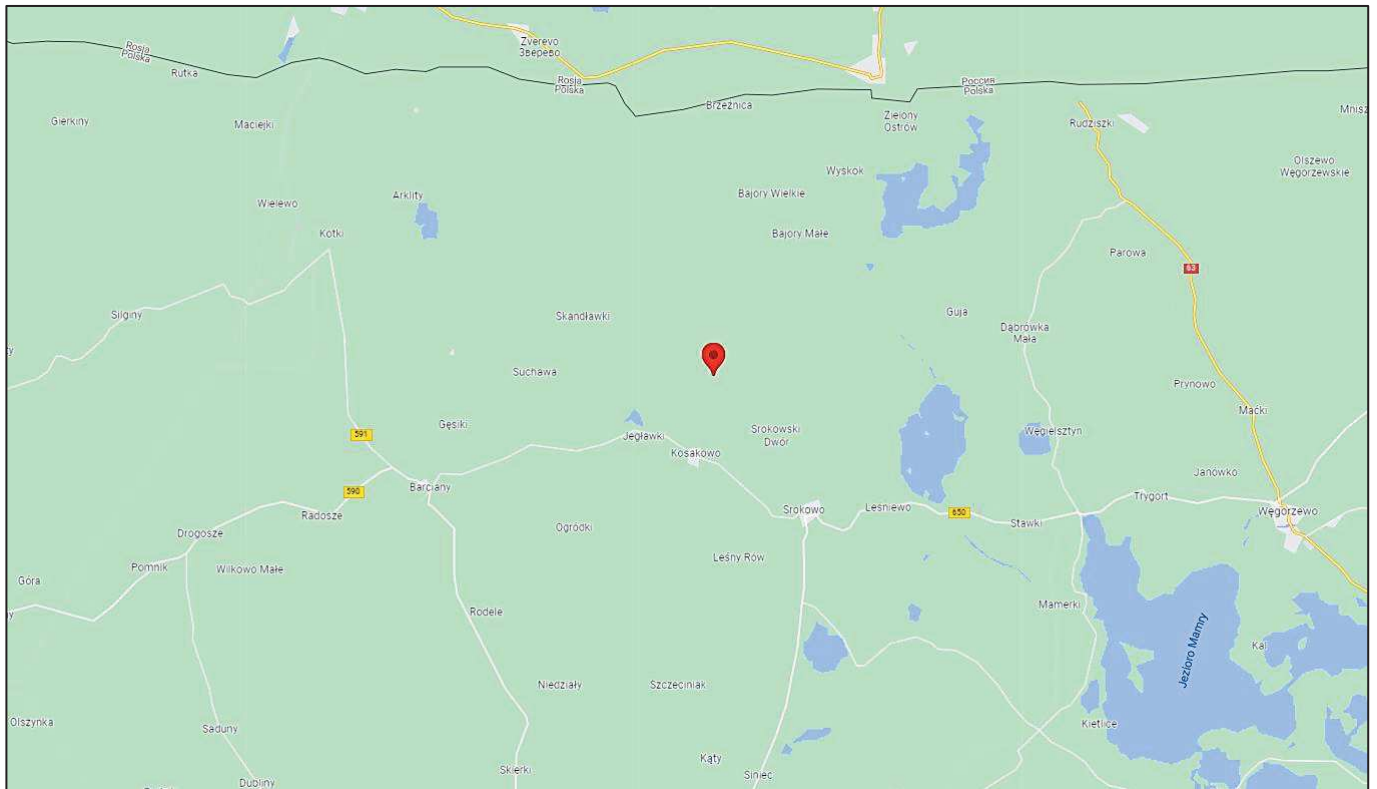 Rosja
Polska
Zverevo
Зверево
Rutka
Rosja
Polska
Россия
Polska
Brzeźnica
Zielony
Ostrów
Rudziszki
Gierkiny
Maciejki
Olszewo
Węgorzewskie
Wyskok
Arklity
Bajory Wielkie
Wielewo
Kotki
Bajory Małe
Parowa
63
Silginy
Skandławki
Guja
Dąbrówka
Mała
Suchawa
Prynowo
Maćki
Gęsiki
591
Jegławki
Srokowski
Dwór
Węgielsztyn
Kosakowo
Janówko
Barciany
590
Trygort
Radosze
Srokowo
Leśniewo
650
Stawki
Węgorzewo
Drogosze
Ogródki
Leśny Rów
Pomnik
Wilkowo Małe
Góra
Rodele
Mamerki
Jezioro Mamry
Kal
Niedziały
Szczeciniak
Olszynka
Saduny
Kietlice
Kąty
Skierki
Siniec
Dubliny